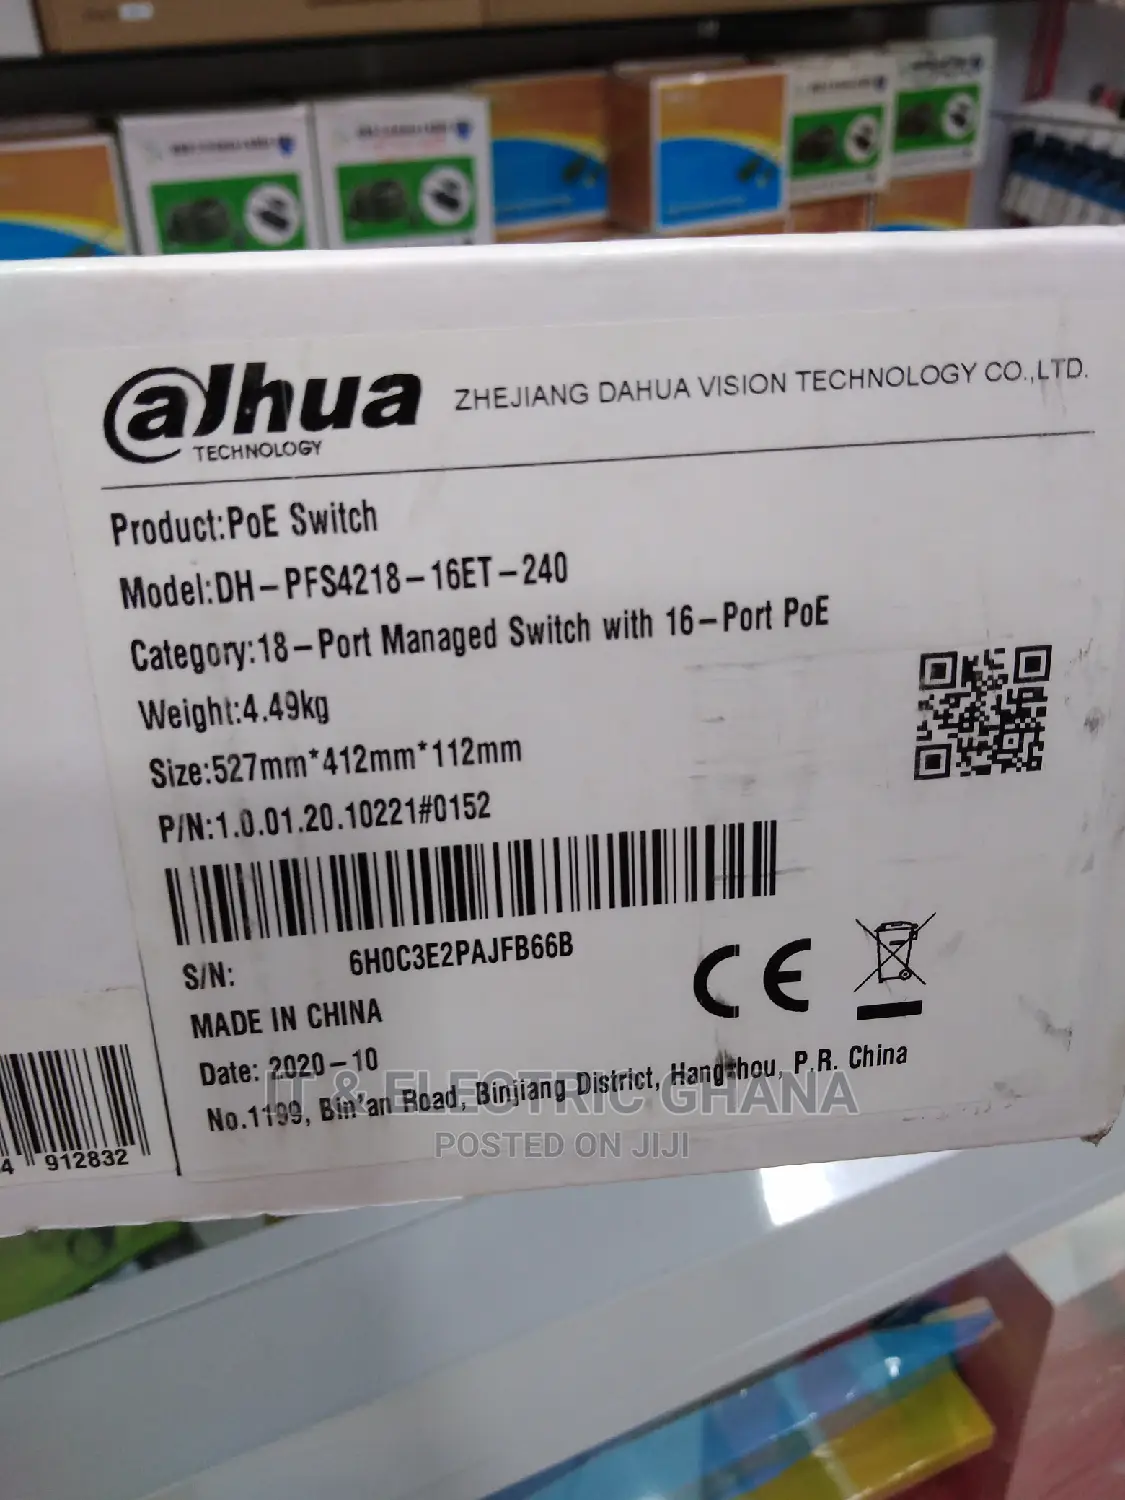 alhua
TECHNOLOGY
ZHEJIANG DAHUA VISION TECHNOLOGY CO.,LTD.
Product:PoE Switch
Model:DH-PFS4218-16ET-240
Category:18-Port Managed Switch with 16-Port PoE
Weight:4.49kg
Size:527mm*412mm*112mm
P/N:1.0.01.20.10221#0152
S/N: 6H0C3E2PAJFB66B
MADE IN CHINA
Date: 2020-10
No.1199, Bin'an Road, Binjiang District, Hangzhou, P.R. China
4 912832
IT & ELECTRIC GHANA
POSTED ON JIJI